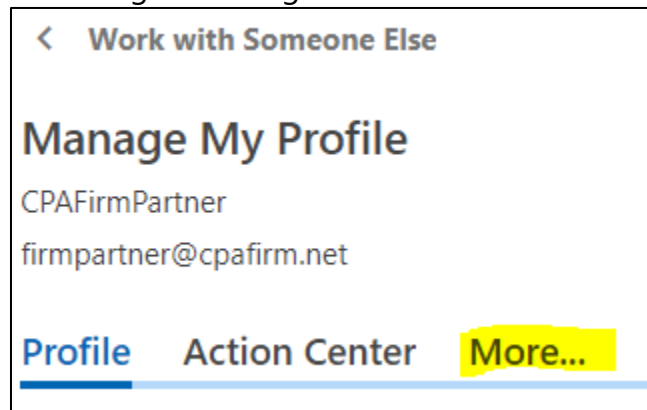 < Work with Someone Else
Manage My Profile
CPAFirmPartner
firmpartner@cpafirm.net
Profile Action Center More...